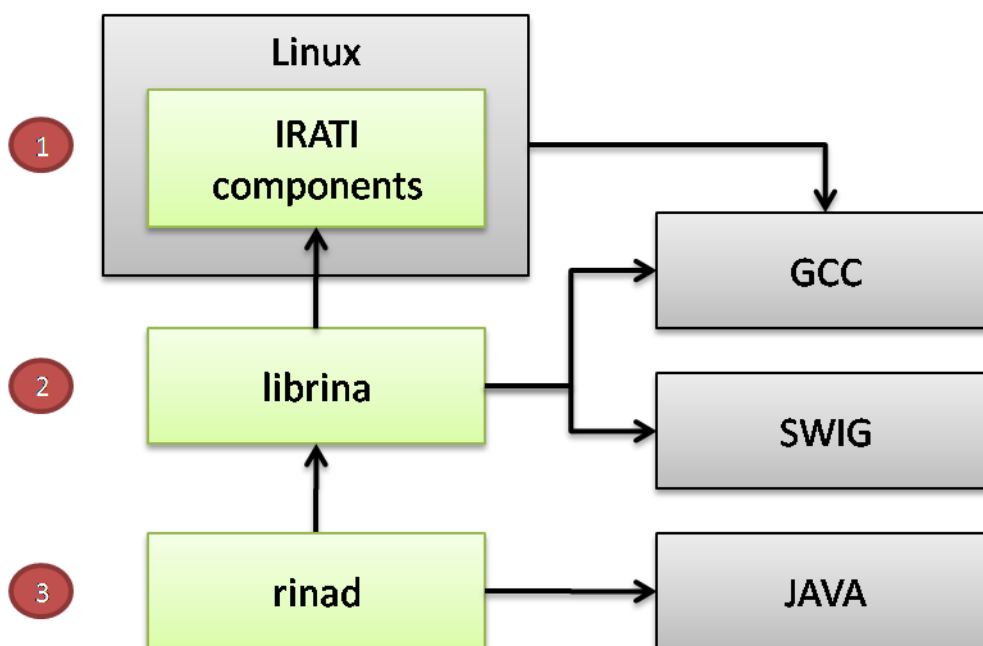 Linux
1
IRATI
components
GCC
2
librina
SWIG
3
rinad
JAVA